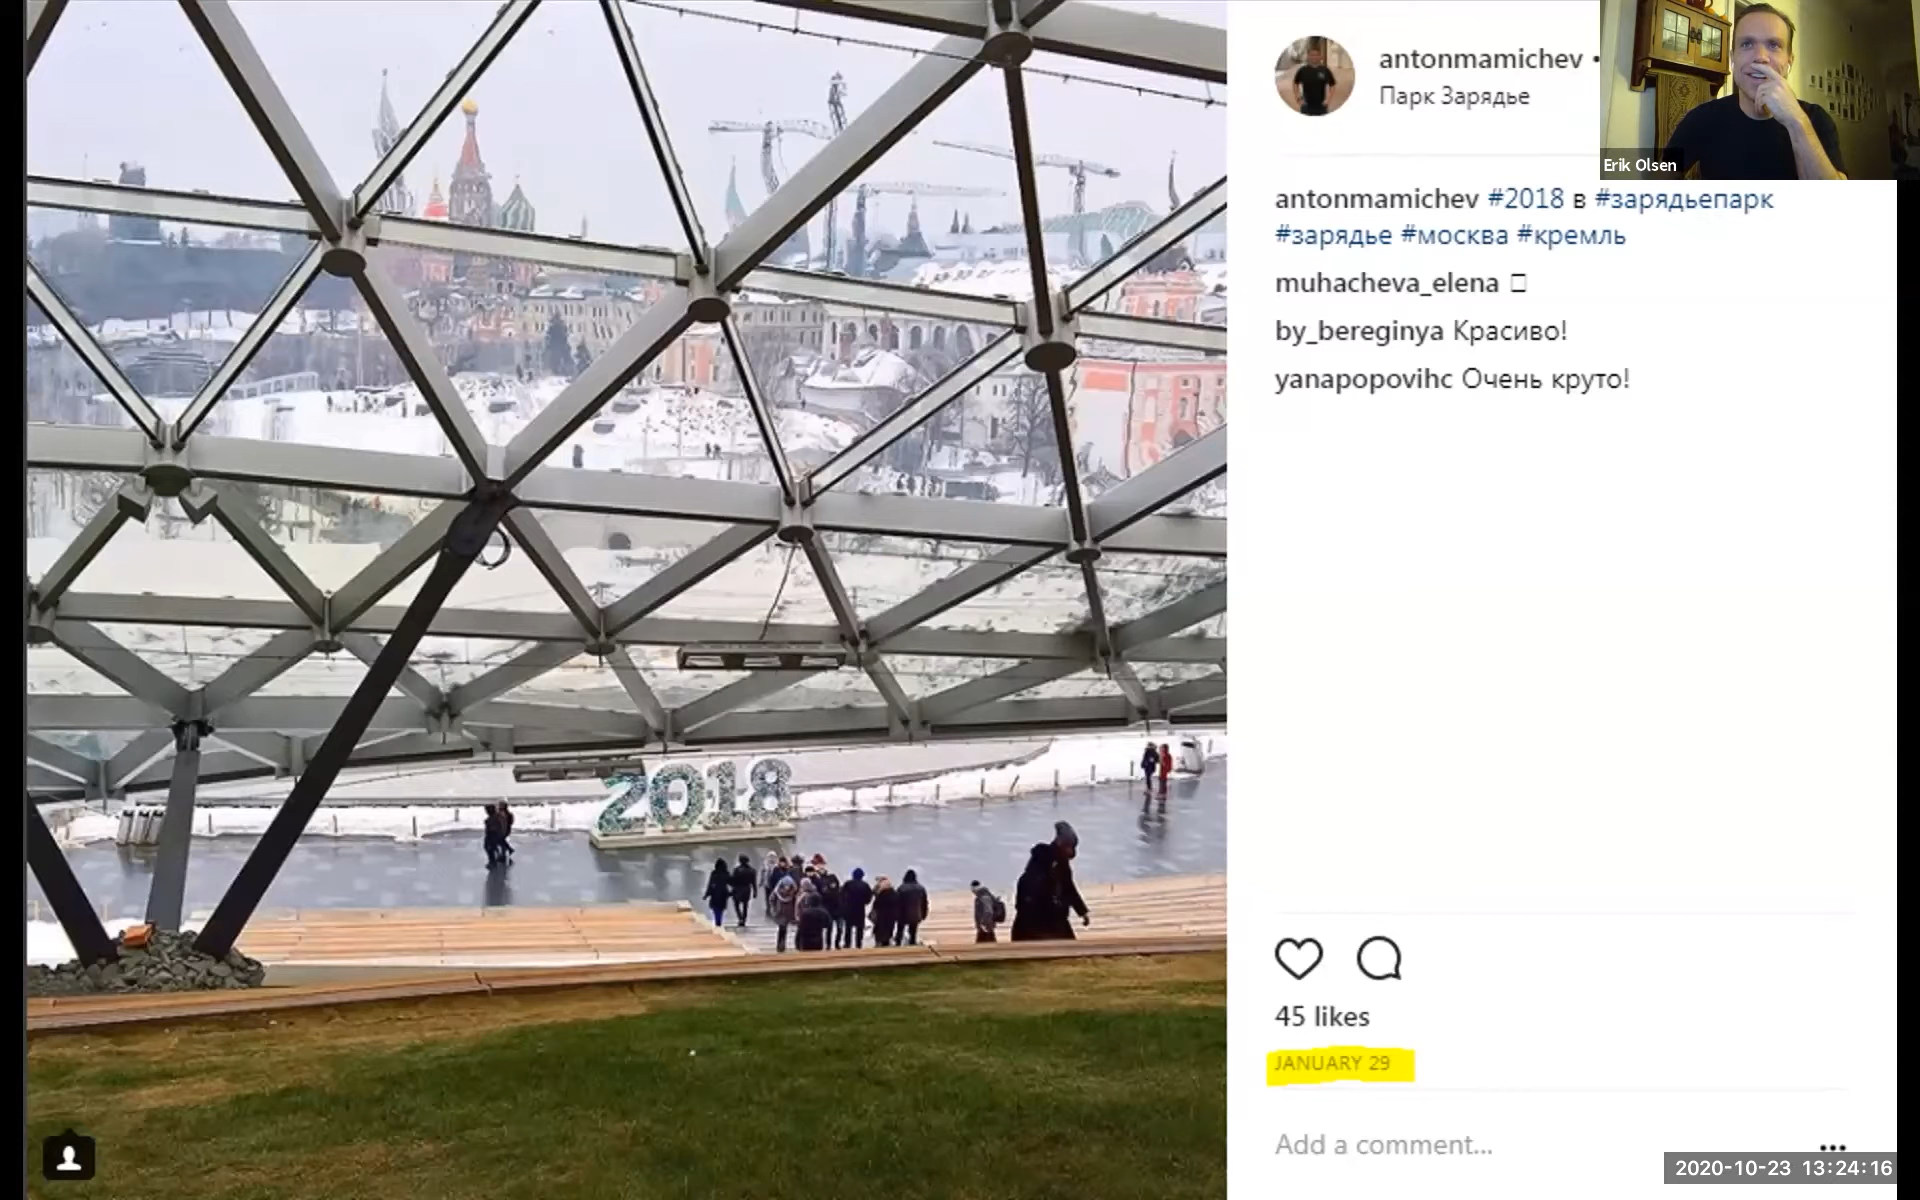 antonmamichev •
Парк Зарядье
Erik Olsen
antonmamichev #2018 в #зарядьепарк
#зарядье #москва #кремль
muhacheva_elena
by_bereginya Красиво!
yanapopovihc Очень круто!
2018
45 likes
JANUARY 29
Add a comment...
2020-10-23 13:24:16